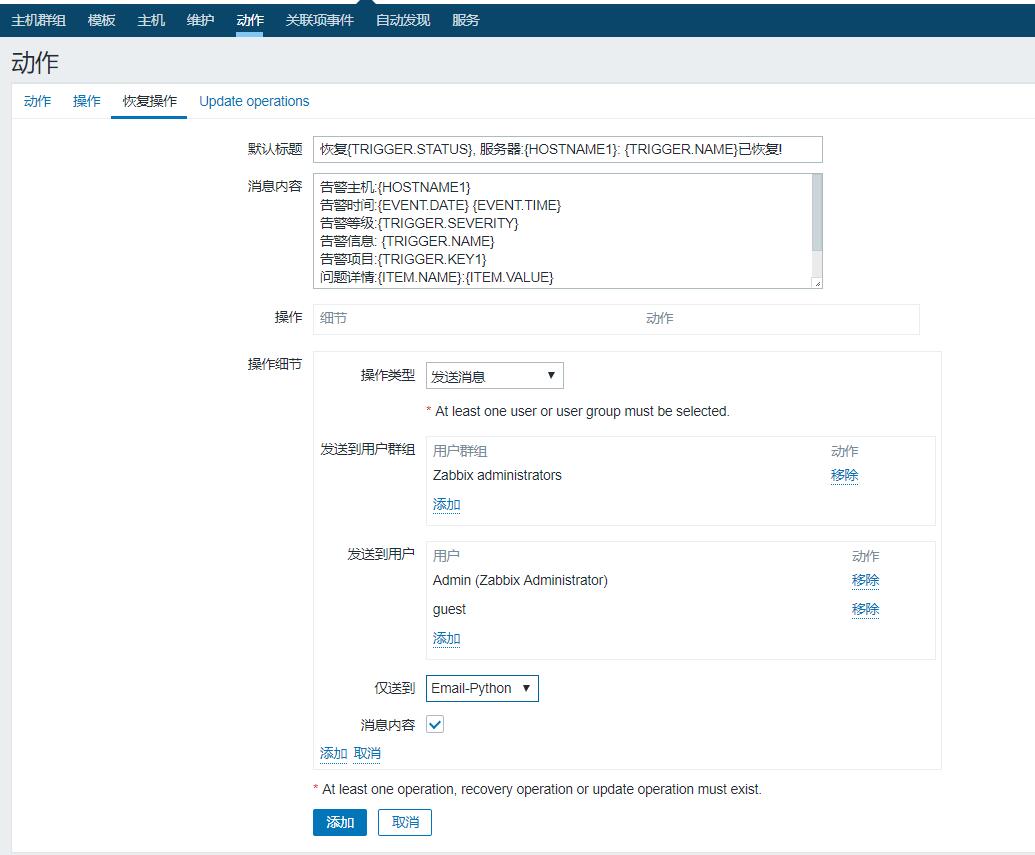 主机群组 模板 主机 维护 动作 关联项事件 自动发现 服务
动作
动作 操作 恢复操作 Update operations
默认标题 恢复{TRIGGER.STATUS}, 服务器:{HOSTNAME1}: {TRIGGER.NAME}已恢复!
消息内容 告警主机:{HOSTNAME1}
告警时间:{EVENT.DATE} {EVENT.TIME}
告警等级:{TRIGGER.SEVERITY}
告警信息: {TRIGGER.NAME}
告警项目:{TRIGGER.KEY1}
问题详情:{ITEM.NAME}:{ITEM.VALUE}
操作 细节 动作
操作细节
操作类型 发送消息
* At least one user or user group must be selected.
发送到用户群组 用户群组 动作
Zabbix administrators 移除
添加
发送到用户 用户 动作
Admin (Zabbix Administrator) 移除
guest 移除
添加
仅送到 Email-Python
消息内容
添加 取消
* At least one operation, recovery operation or update operation must exist.
添加 取消